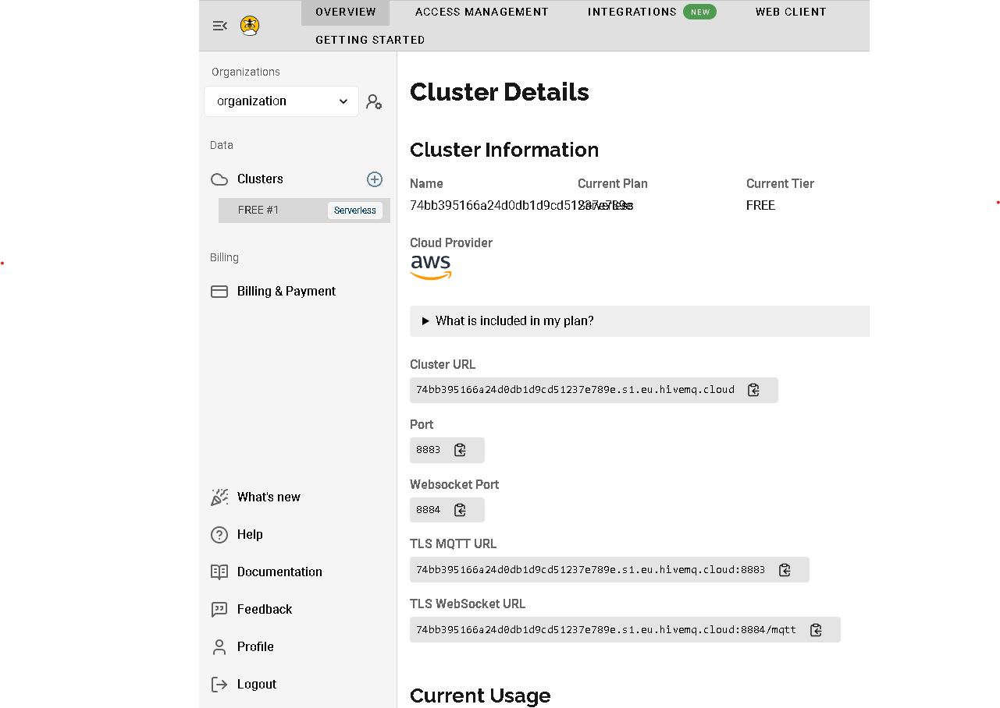 OVERVIEW ACCESS MANAGEMENT INTEGRATIONS NEW WEB CLIENT
GETTING STARTED
Organizations
organization
Data
Clusters
FREE #1 Serverless
Billing
Billing & Payment
What's new
Help
Documentation
Feedback
Profile
Logout
Cluster Details
Cluster Information
Name Current Plan Current Tier
74bb395166a24d0db1d9cd51237e789e Serverless FREE
Cloud Provider
aws
What is included in my plan?
Cluster URL
74bb395166a24d0db1d9cd51237e789e.s1.eu.hivemq.cloud
Port
8883
Websocket Port
8884
TLS MQTT URL
74bb395166a24d0db1d9cd51237e789e.s1.eu.hivemq.cloud:8883
TLS WebSocket URL
74bb395166a24d0db1d9cd51237e789e.s1.eu.hivemq.cloud:8884/mqtt
Current Usage